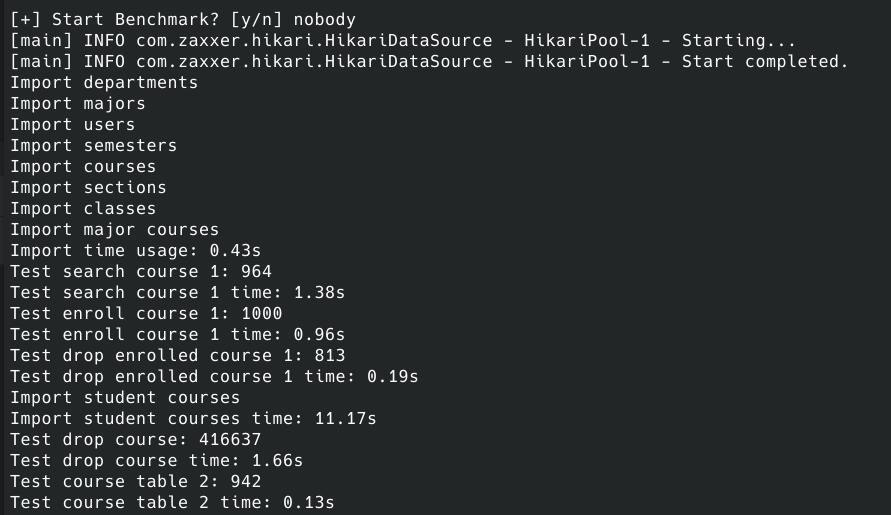 [+] Start Benchmark? [y/n] nobody
[main] INFO com.zaxxer.hikari.HikariDataSource - HikariPool-1 - Starting...
[main] INFO com.zaxxer.hikari.HikariDataSource - HikariPool-1 - Start completed.
Import departments
Import majors
Import users
Import semesters
Import courses
Import sections
Import classes
Import major courses
Import time usage: 0.43s
Test search course 1: 964
Test search course 1 time: 1.38s
Test enroll course 1: 1000
Test enroll course 1 time: 0.96s
Test drop enrolled course 1: 813
Test drop enrolled course 1 time: 0.19s
Import student courses
Import student courses time: 11.17s
Test drop course: 416637
Test drop course time: 1.66s
Test course table 2: 942
Test course table 2 time: 0.13s